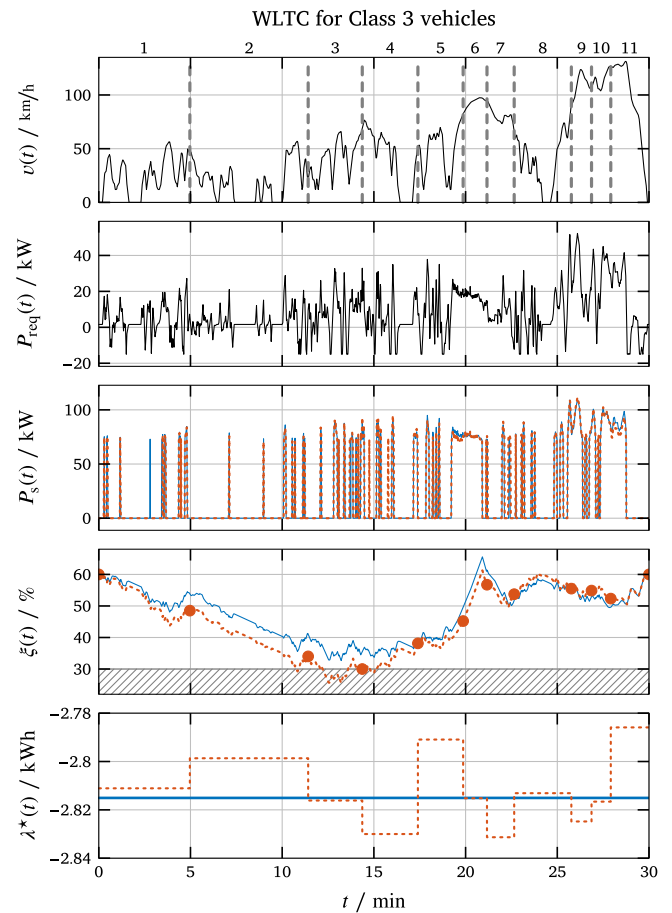 WLTC for Class 3 vehicles
1 2 3 4 5 6 7 8 9 10 11
100
50
0
v(t) / km/h
40
20
0
−20
P_req(t) / kW
100
50
0
P_s(t) / kW
60
50
40
30
ξ(t) / %
−2.78
−2.8
−2.82
−2.84
λ⋆(t) / kWh
0 5 10 15 20 25 30
t / min